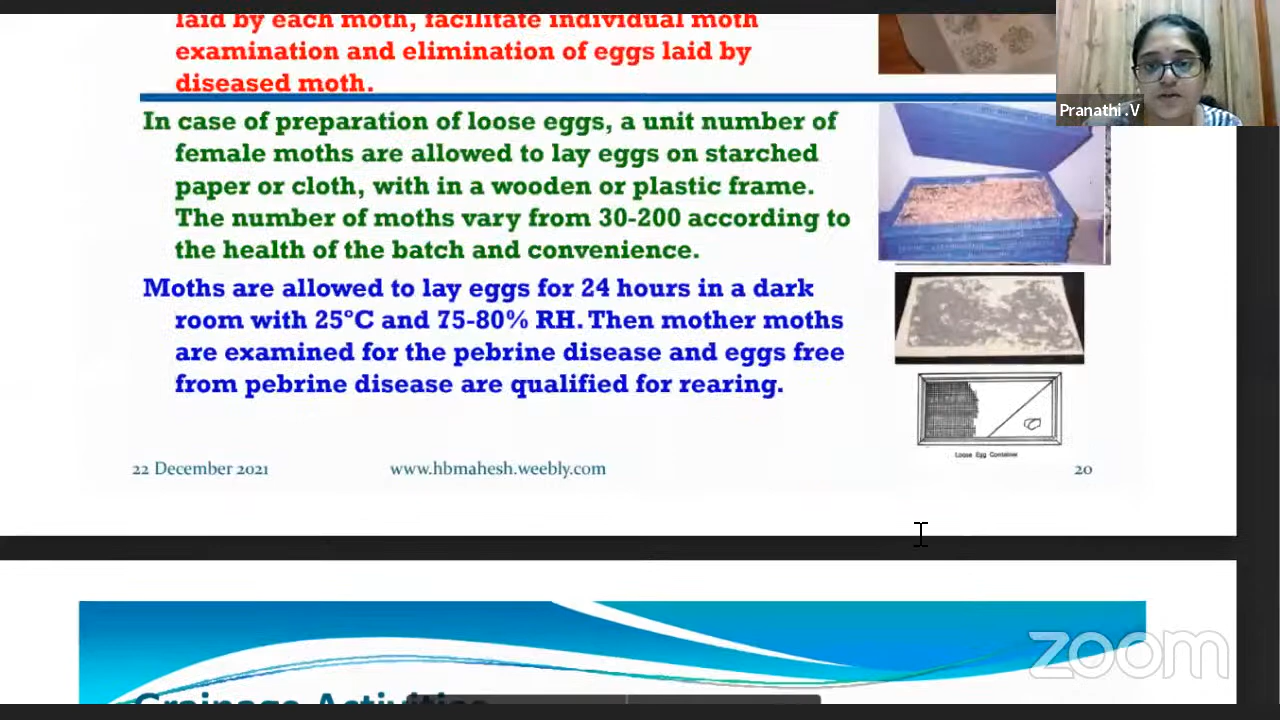 laid by each moth, facilitate individual moth
examination and elimination of eggs laid by
diseased moth.
In case of preparation of loose eggs, a unit number of
female moths are allowed to lay eggs on starched
paper or cloth, with in a wooden or plastic frame.
The number of moths vary from 30-200 according to
the health of the batch and convenience.
Moths are allowed to lay eggs for 24 hours in a dark
room with 25°C and 75-80% RH. Then mother moths
are examined for the pebrine disease and eggs free
from pebrine disease are qualified for rearing.
Loose Egg Container
22 December 2021
www.hbmahesh.weebly.com
20
Grainage Activities
Pranathi .V
zoom